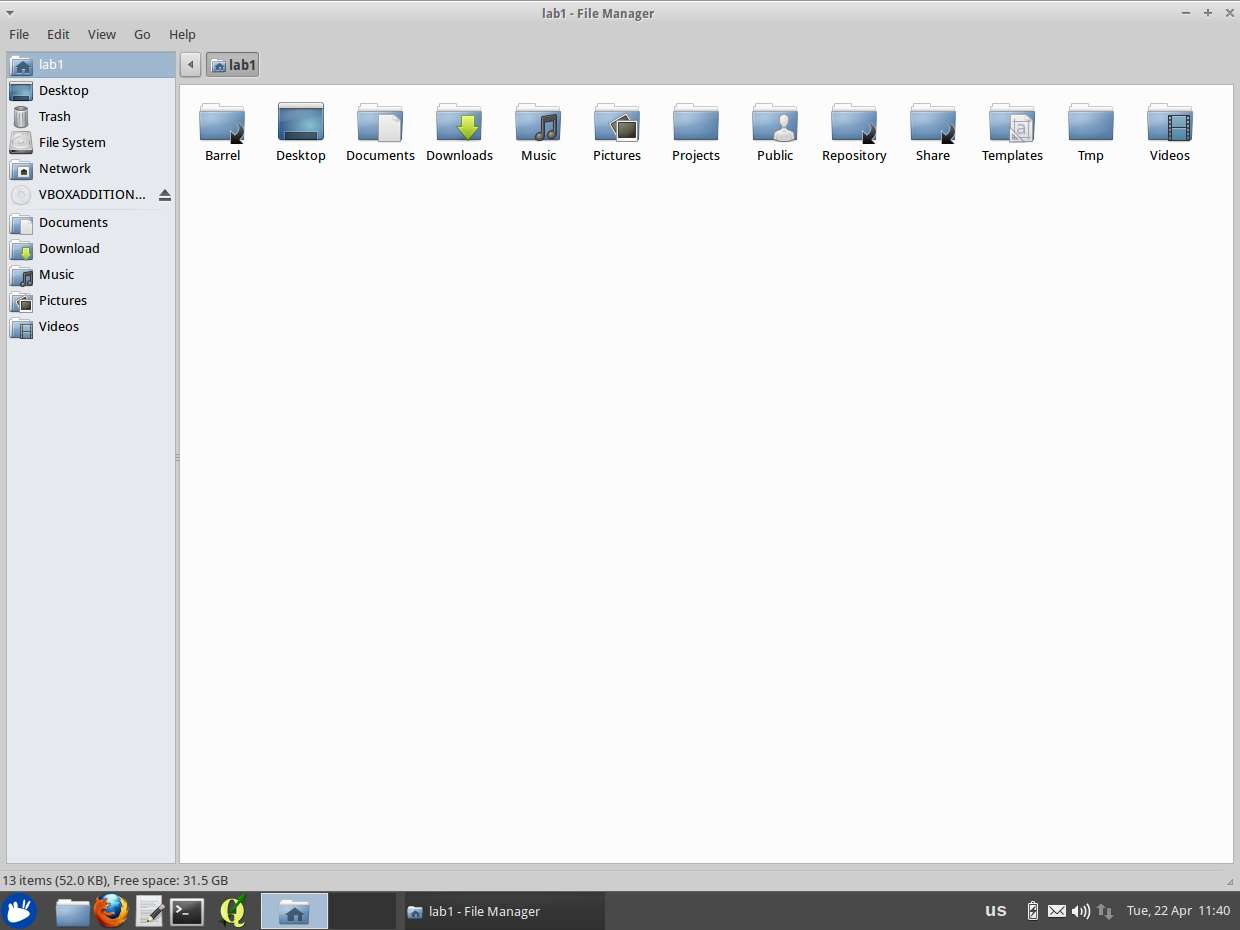 lab1 - File Manager
File Edit View Go Help
lab1
Desktop
Trash
File System
Network
VBOXADDITION...
Documents
Download
Music
Pictures
Videos
lab1
Barrel Desktop Documents Downloads Music Pictures Projects Public Repository Share Templates Tmp Videos
13 items (52.0 KB), Free space: 31.5 GB
lab1 - File Manager
us
Tue, 22 Apr 11:40